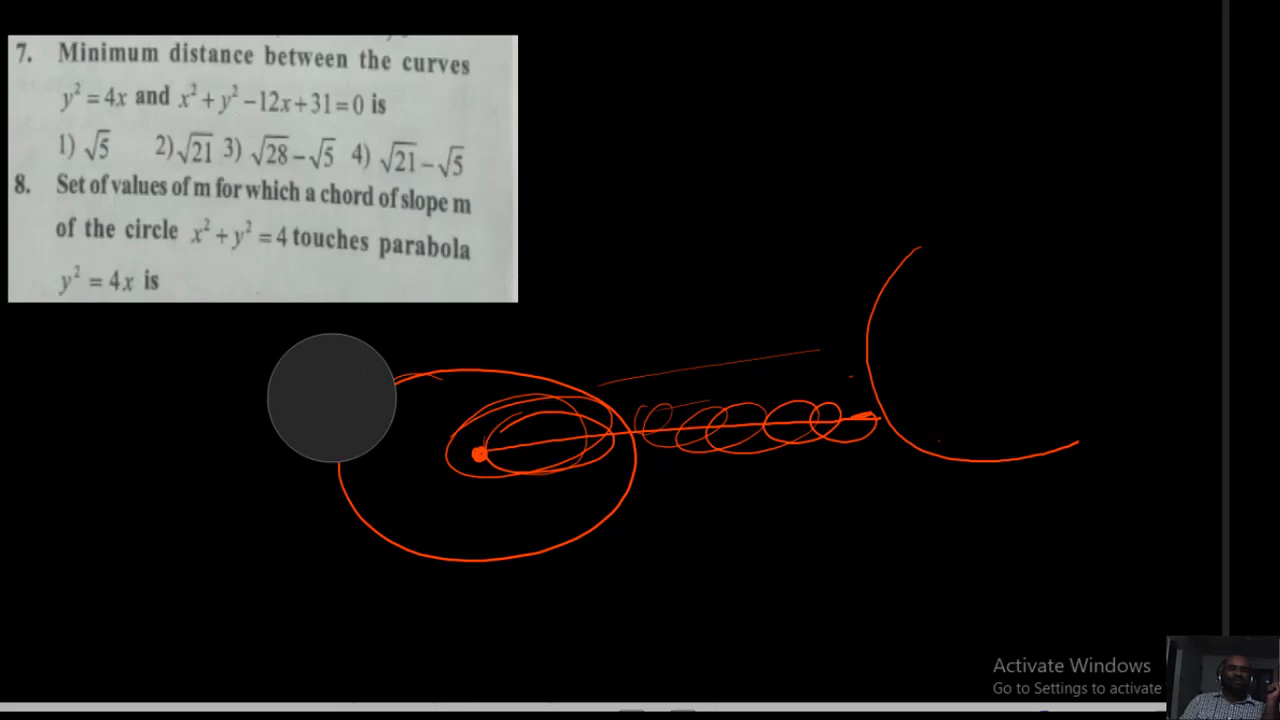 7. Minimum distance between the curves
y² = 4x and x² + y² − 12x + 31 = 0 is
1) √5 2) √21 3) √28 − √5 4) √21 − √5
8. Set of values of m for which a chord of slope m
of the circle x² + y² = 4 touches parabola
y² = 4x is
Activate Windows
Go to Settings to activate